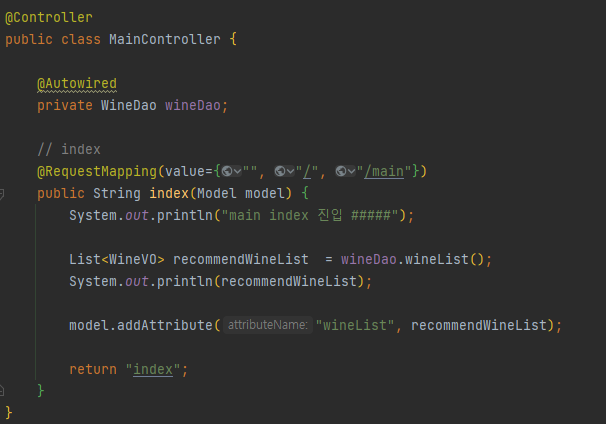 @Controller
public class MainController {
@Autowired
private WineDao wineDao;
// index
@RequestMapping(value={"", "/", "/main"})
public String index(Model model) {
System.out.println("main index 진입 #####");
List<WineVO> recommendWineList  = wineDao.wineList();
System.out.println(recommendWineList);
model.addAttribute( attributeName: "wineList", recommendWineList);
return "index";
}
}